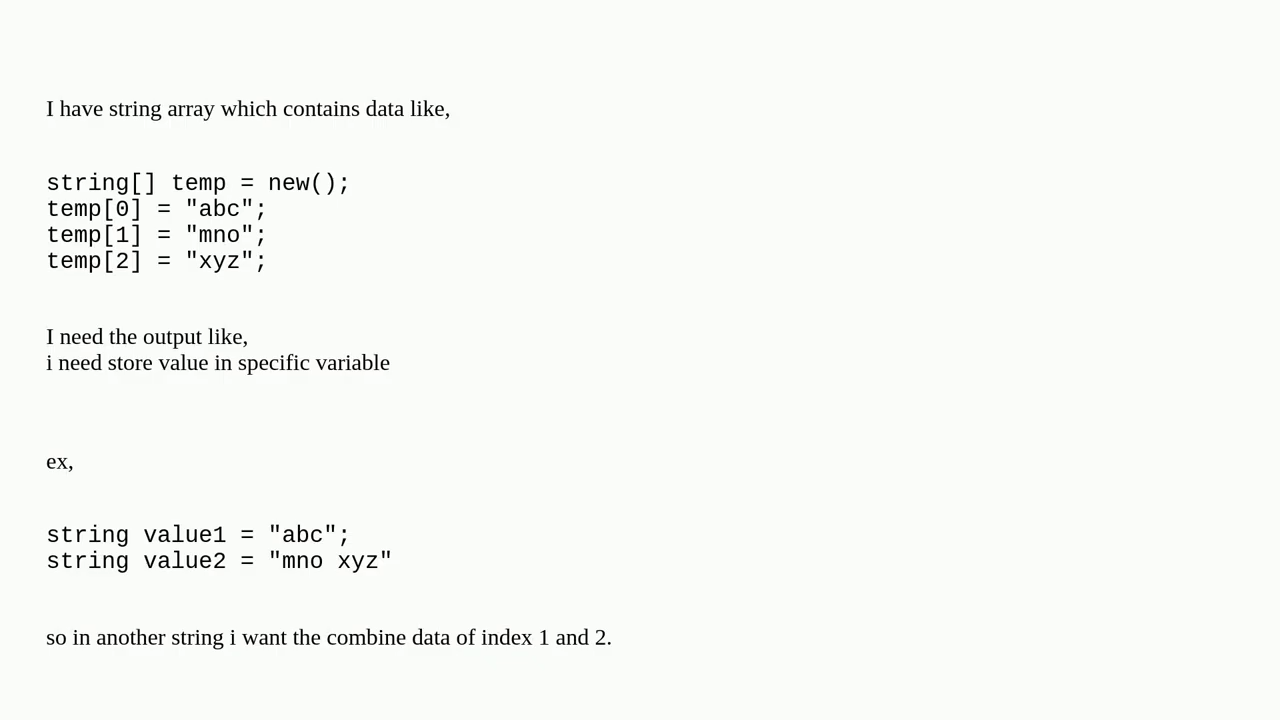 I have string array which contains data like,
string[] temp = new();
temp[0] = "abc";
temp[1] = "mno";
temp[2] = "xyz";
I need the output like,
i need store value in specific variable
ex,
string value1 = "abc";
string value2 = "mno xyz"
so in another string i want the combine data of index 1 and 2.